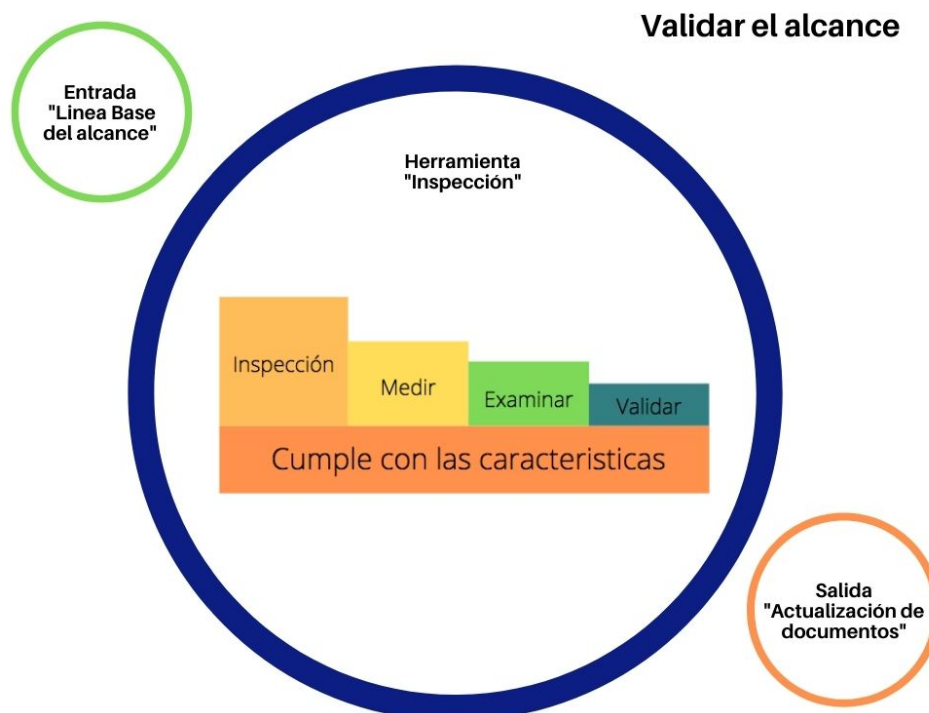 Validar el alcance
Entrada
"Linea Base
del alcance"
Herramienta
"Inspección"
Inspección
Medir
Examinar
Validar
Cumple con las caracteristicas
Salida
"Actualización de
documentos"